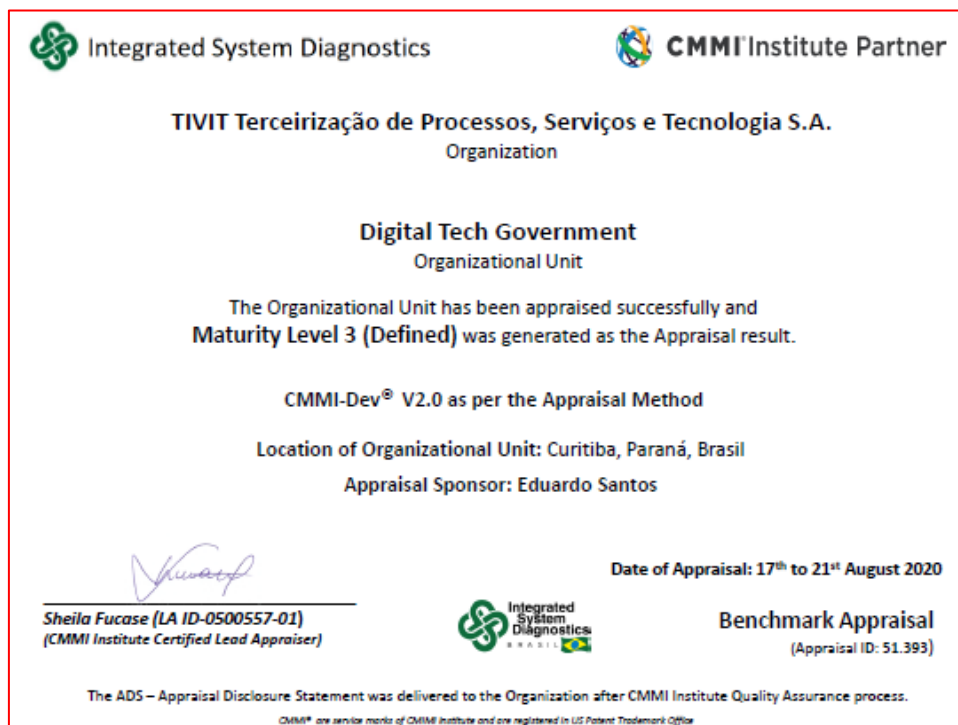 Integrated System Diagnostics
CMMI Institute Partner
TIVIT Terceirização de Processos, Serviços e Tecnologia S.A.
Organization
Digital Tech Government
Organizational Unit
The Organizational Unit has been appraised successfully and
Maturity Level 3 (Defined) was generated as the Appraisal result.
CMMI-Dev® V2.0 as per the Appraisal Method
Location of Organizational Unit: Curitiba, Paraná, Brasil
Appraisal Sponsor: Eduardo Santos
Date of Appraisal: 17th to 21st August 2020
Sheila Fucase (LA ID-0500557-01)
(CMMI Institute Certified Lead Appraiser)
Integrated
System
Diagnostics
BRASIL
Benchmark Appraisal
(Appraisal ID: 51.393)
The ADS – Appraisal Disclosure Statement was delivered to the Organization after CMMI Institute Quality Assurance process.
CMMI® are service marks of CMMI Institute and are registered in US Patent Trademark Office